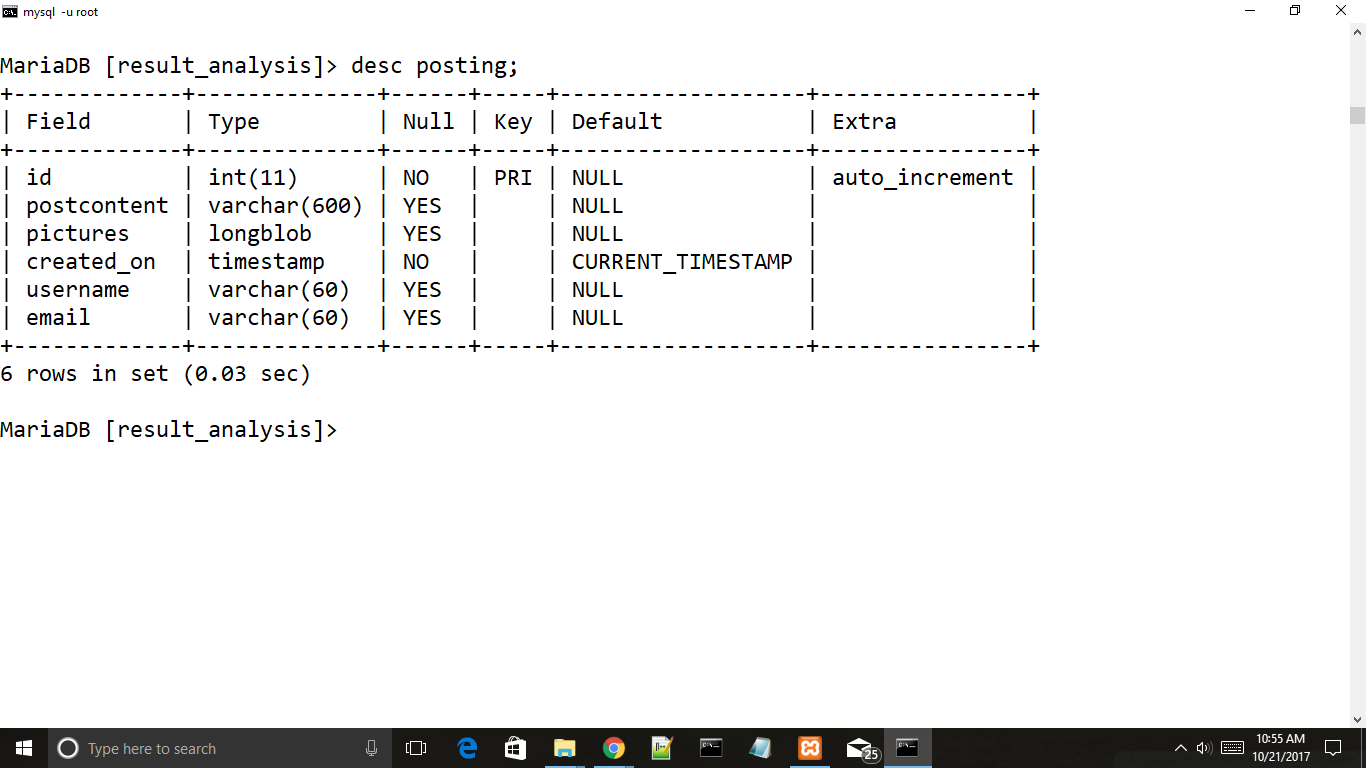 mysql  -u root
MariaDB [result_analysis]> desc posting;
+-------------+--------------+------+-----+-------------------+----------------+
| Field       | Type         | Null | Key | Default           | Extra          |
+-------------+--------------+------+-----+-------------------+----------------+
| id          | int(11)      | NO   | PRI | NULL              | auto_increment |
| postcontent | varchar(600) | YES  |     | NULL              |                |
| pictures    | longblob     | YES  |     | NULL              |                |
| created_on  | timestamp    | NO   |     | CURRENT_TIMESTAMP |                |
| username    | varchar(60)  | YES  |     | NULL              |                |
| email       | varchar(60)  | YES  |     | NULL              |                |
+-------------+--------------+------+-----+-------------------+----------------+
6 rows in set (0.03 sec)
MariaDB [result_analysis]>
Type here to search
25
10:55 AM
10/21/2017